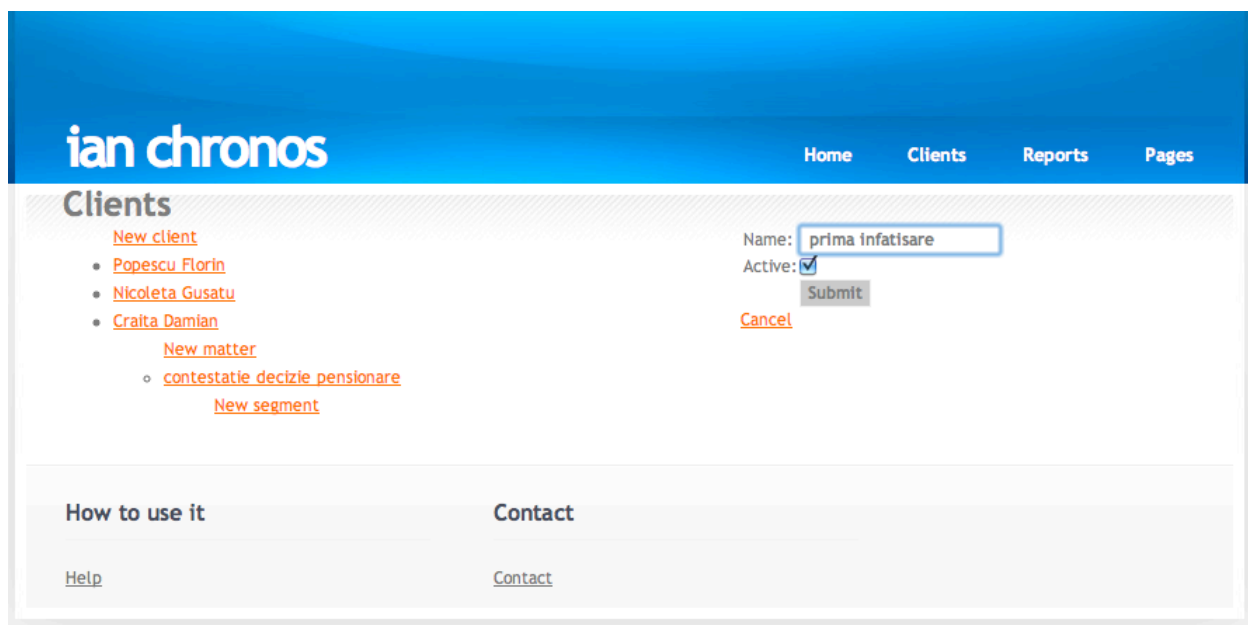 ian chronos
Home Clients Reports Pages
Clients
New client
Popescu Florin
Nicoleta Gusatu
Craita Damian
New matter
contestatie decizie pensionare
New segment
Name: prima infatisare
Active:
Submit
Cancel
How to use it
Help
Contact
Contact